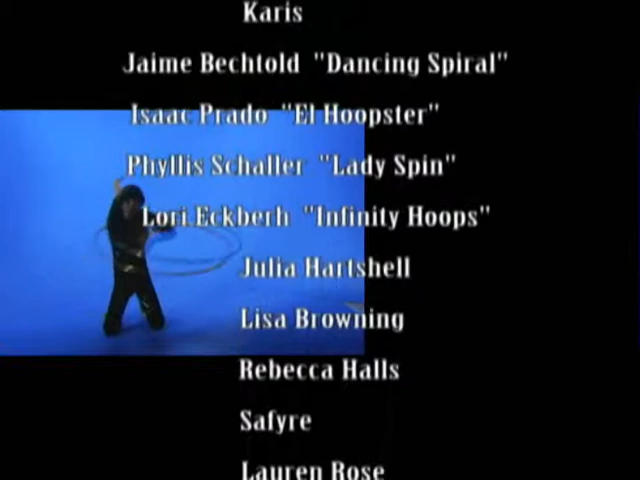 Karis
Jaime Bechtold "Dancing Spiral"
Isaac Prado "El Hoopster"
Phyllis Schaller "Lady Spin"
Lori Eckberh "Infinity Hoops"
Julia Hartshell
Lisa Browning
Rebecca Halls
Safyre
Lauren Rose